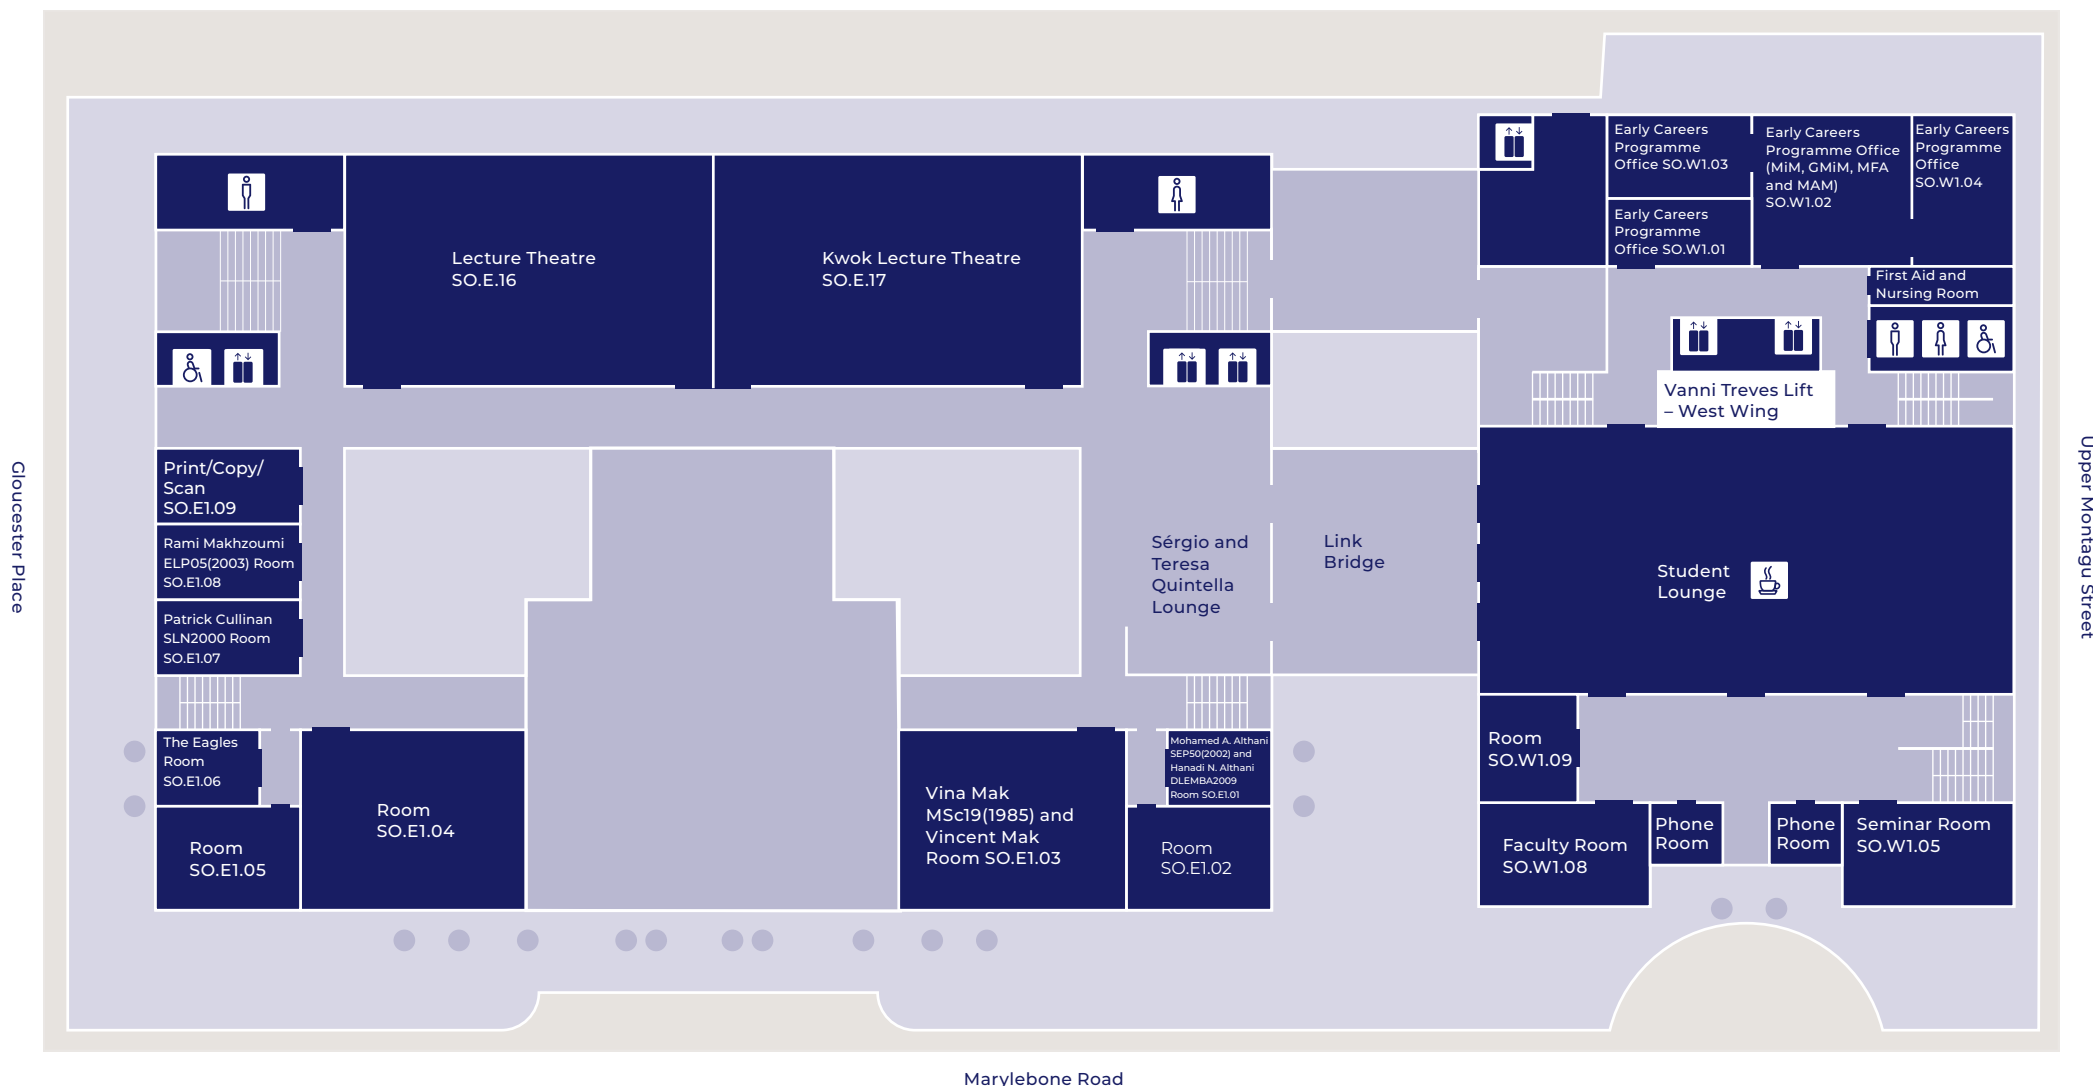 Early Careers
Programme
Office SO.W1.03
Early Careers
Programme Office
(MiM, GMiM, MFA
and MAM)
SO.W1.02
Early Careers
Programme
Office
SO.W1.04
Early Careers
Programme
Office SO.W1.01
Lecture Theatre
SO.E.16
Kwok Lecture Theatre
SO.E.17
First Aid and
Nursing Room
Vanni Treves Lift
– West Wing
Gloucester Place
Upper Montagu Street
Print/Copy/
Scan
SO.E1.09
Rami Makhzoumi
ELP05(2003) Room
SO.E1.08
Patrick Cullinan
SLN2000 Room
SO.E1.07
Sérgio and
Teresa
Quintella
Lounge
Link
Bridge
Student
Lounge
The Eagles
Room
SO.E1.06
Room
SO.E1.05
Room
SO.E1.04
Vina Mak
MSc19(1985) and
Vincent Mak
Room SO.E1.03
Mohamed A. Althani
SEP50(2002) and
Hanadi N. Althani
DLEMBA2009
Room SO.E1.01
Room
SO.E1.02
Room
SO.W1.09
Faculty Room
SO.W1.08
Phone
Room
Phone
Room
Seminar Room
SO.W1.05
Marylebone Road